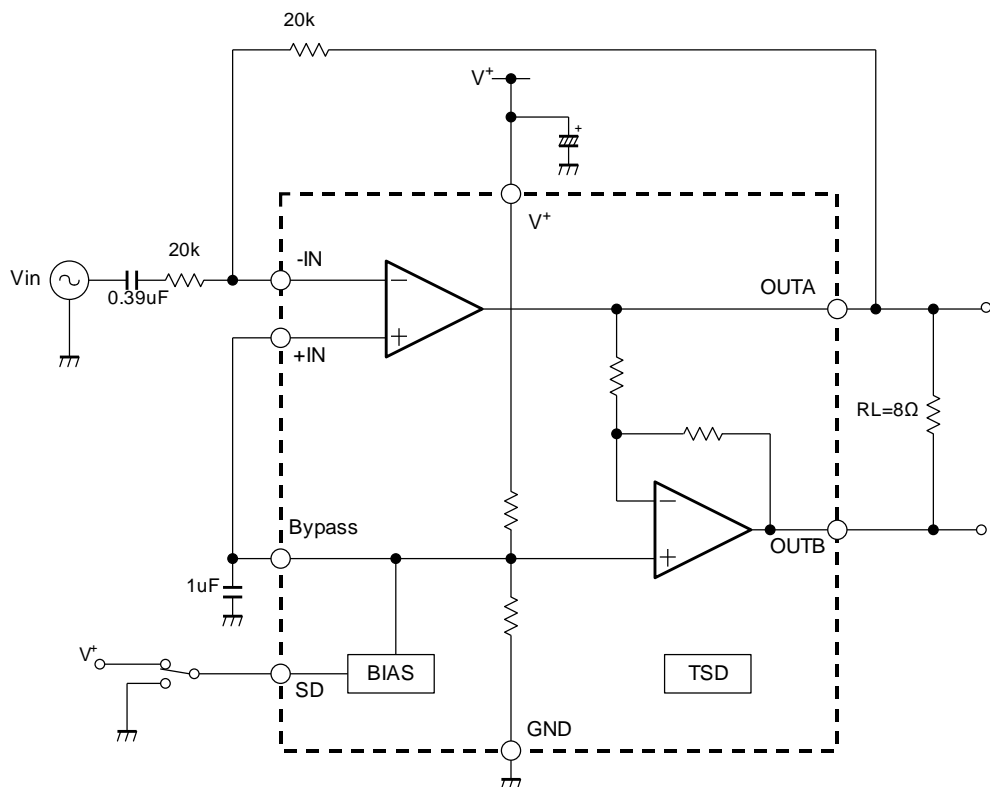 20k
V+
+
V+
20k
-IN
Vin
0.39uF
OUTA
+IN
RL=8Ω
Bypass
OUTB
1uF
V+
BIAS
TSD
SD
GND